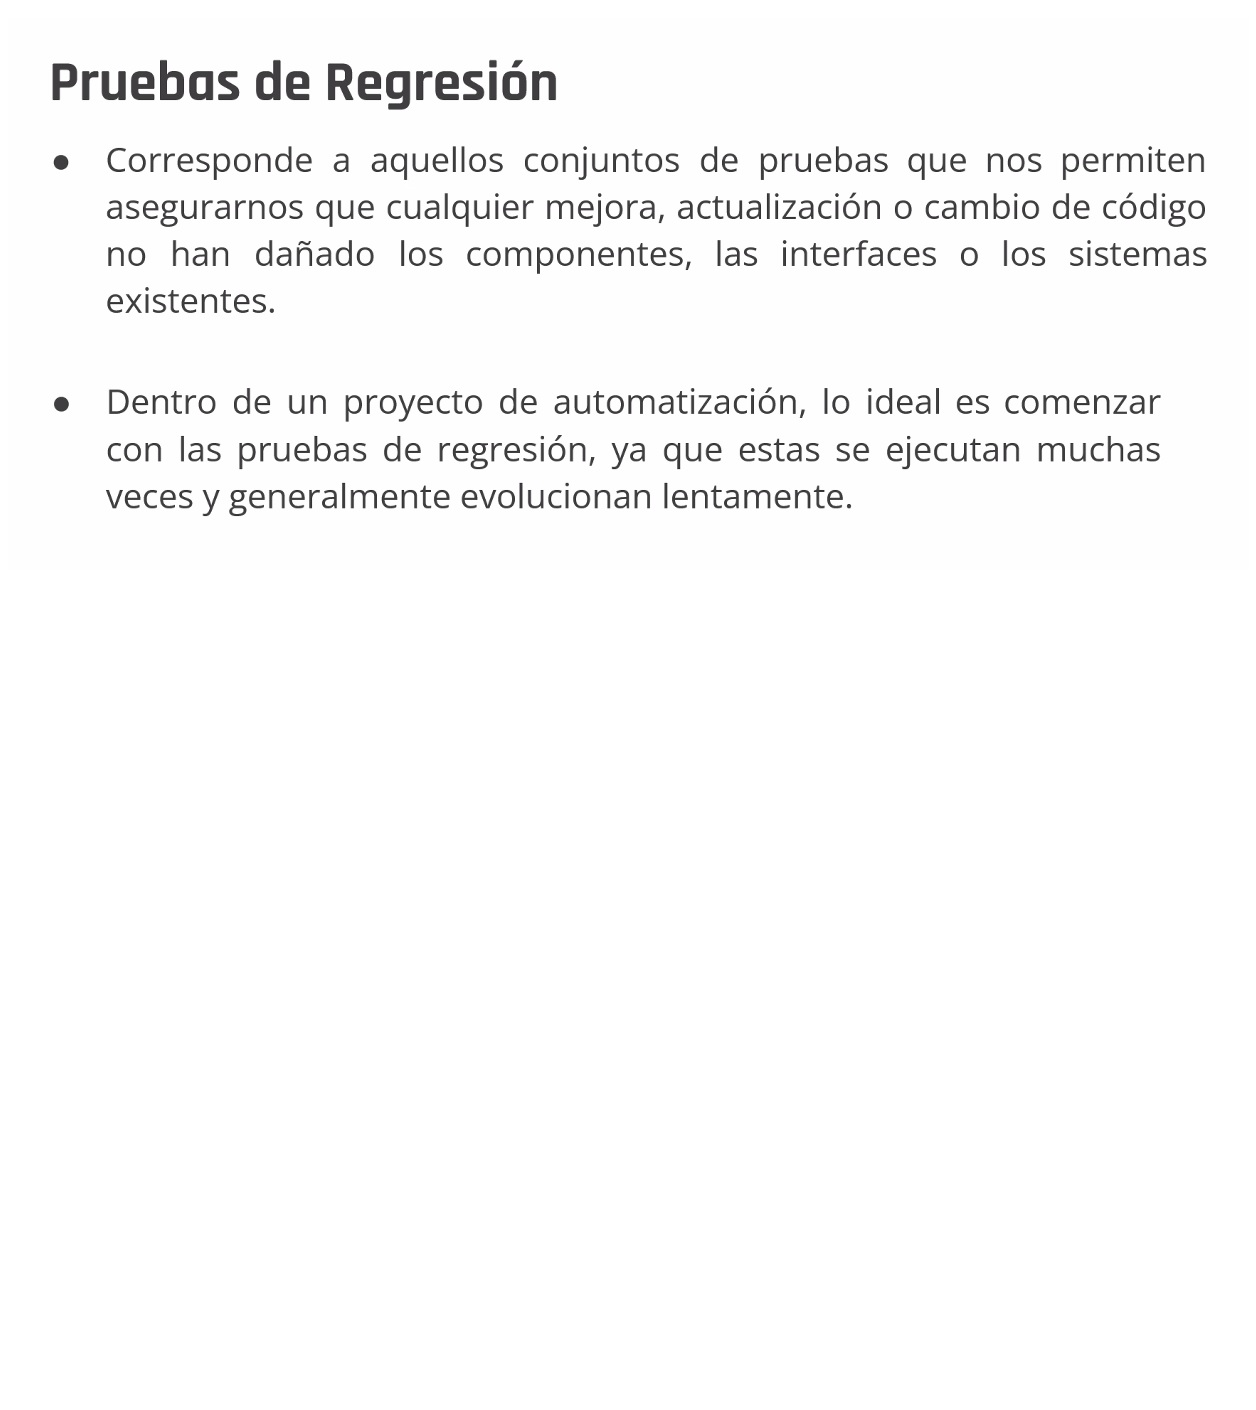 Pruebas de Regresión
● Corresponde a aquellos conjuntos de pruebas que nos permiten
asegurarnos que cualquier mejora, actualización o cambio de código
no han dañado los componentes, las interfaces o los sistemas
existentes.
● Dentro de un proyecto de automatización, lo ideal es comenzar
con las pruebas de regresión, ya que estas se ejecutan muchas
veces y generalmente evolucionan lentamente.